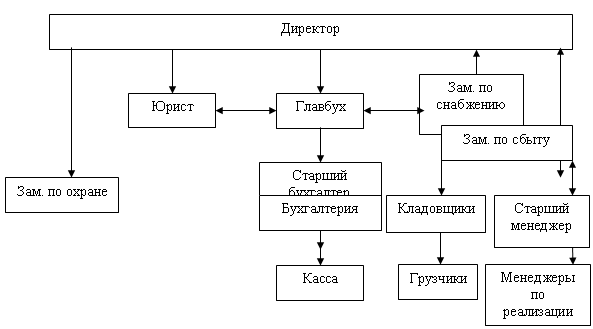 Директор
Юрист
Главбух
Зам. по
снабжению
Зам. по сбыту
Зам. по охране
Старший
бухгалтер
Бухгалтерия
Кладовщики
Старший
менеджер
Касса
Грузчики
Менеджеры
по
реализации